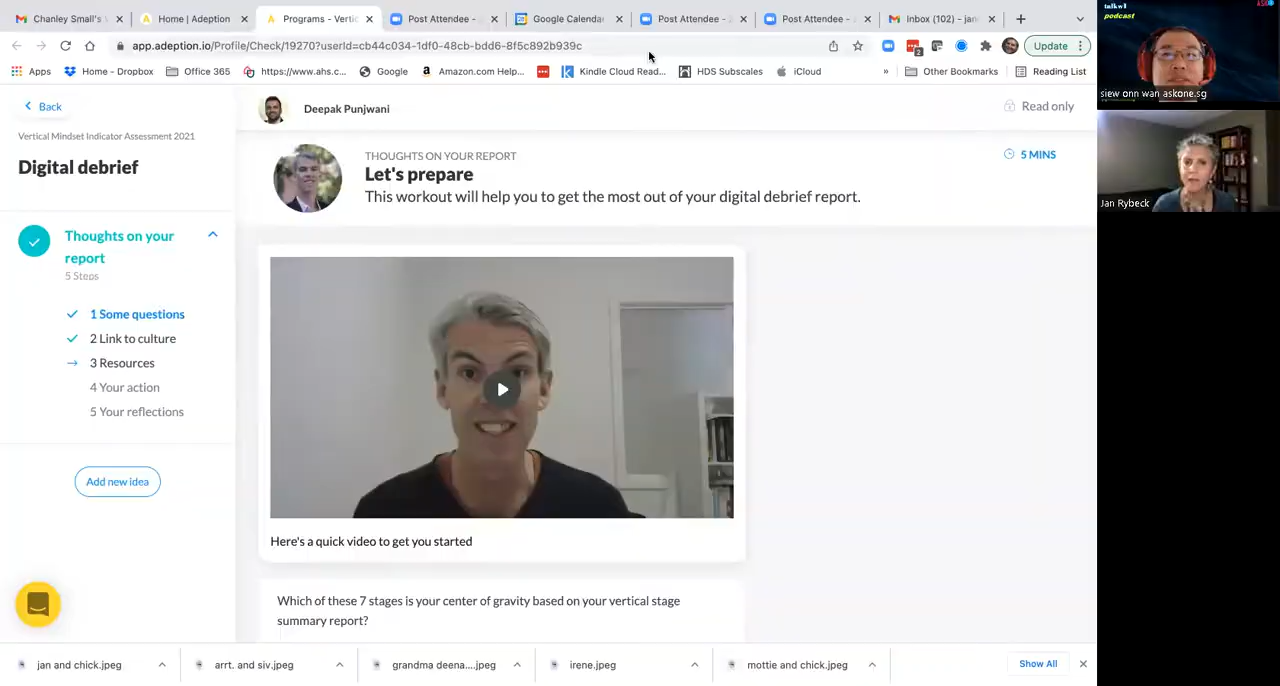 Chanley Small's V
Home | Adeption
Programs - Vertic
Post Attendee -
Google Calenda
Post Attendee - Z
Post Attendee -
Inbox (102) - jan
app.adeption.io/Profile/Check/19270?userId=cb44c034-1df0-48cb-bdd6-8f5c892b939c
2
Update
Apps
Home - Dropbox
Office 365
https://www.ahs.c...
Google
Amazon.com Help...
Kindle Cloud Read...
HDS Subscales
iCloud
»
Other Bookmarks
Reading List
Back
Vertical Mindset Indicator Assessment 2021
Digital debrief
Thoughts on your
report
5 Steps
1 Some questions
2 Link to culture
3 Resources
4 Your action
5 Your reflections
Add new idea
Deepak Punjwani
Read only
THOUGHTS ON YOUR REPORT
5 MINS
Let's prepare
This workout will help you to get the most out of your digital debrief report.
Here's a quick video to get you started
Which of these 7 stages is your center of gravity based on your vertical stage
summary report?
jan and chick.jpeg
arrt. and siv.jpeg
grandma deena....jpeg
irene.jpeg
mottie and chick.jpeg
Show All
talkwl
podcast
siew onn wan askone.sg
Jan Rybeck